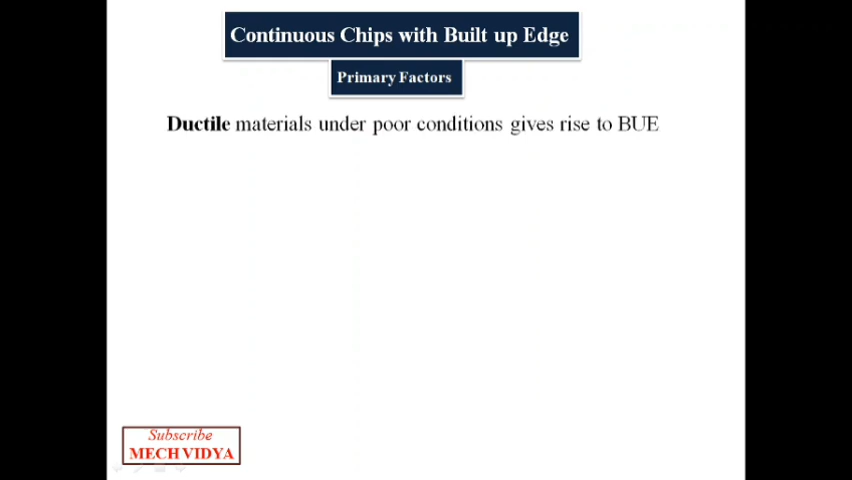 Continuous Chips with Built up Edge
Primary Factors
Ductile materials under poor conditions gives rise to BUE
Subscribe
MECH VIDYA